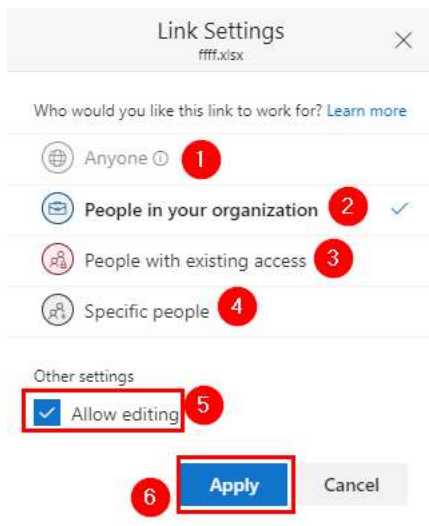 Link Settings
ffff.xlsx
Who would you like this link to work for? Learn more
Anyone 1
People in your organization 2
People with existing access 3
Specific people 4
Other settings
Allow editing 5
6 Apply Cancel